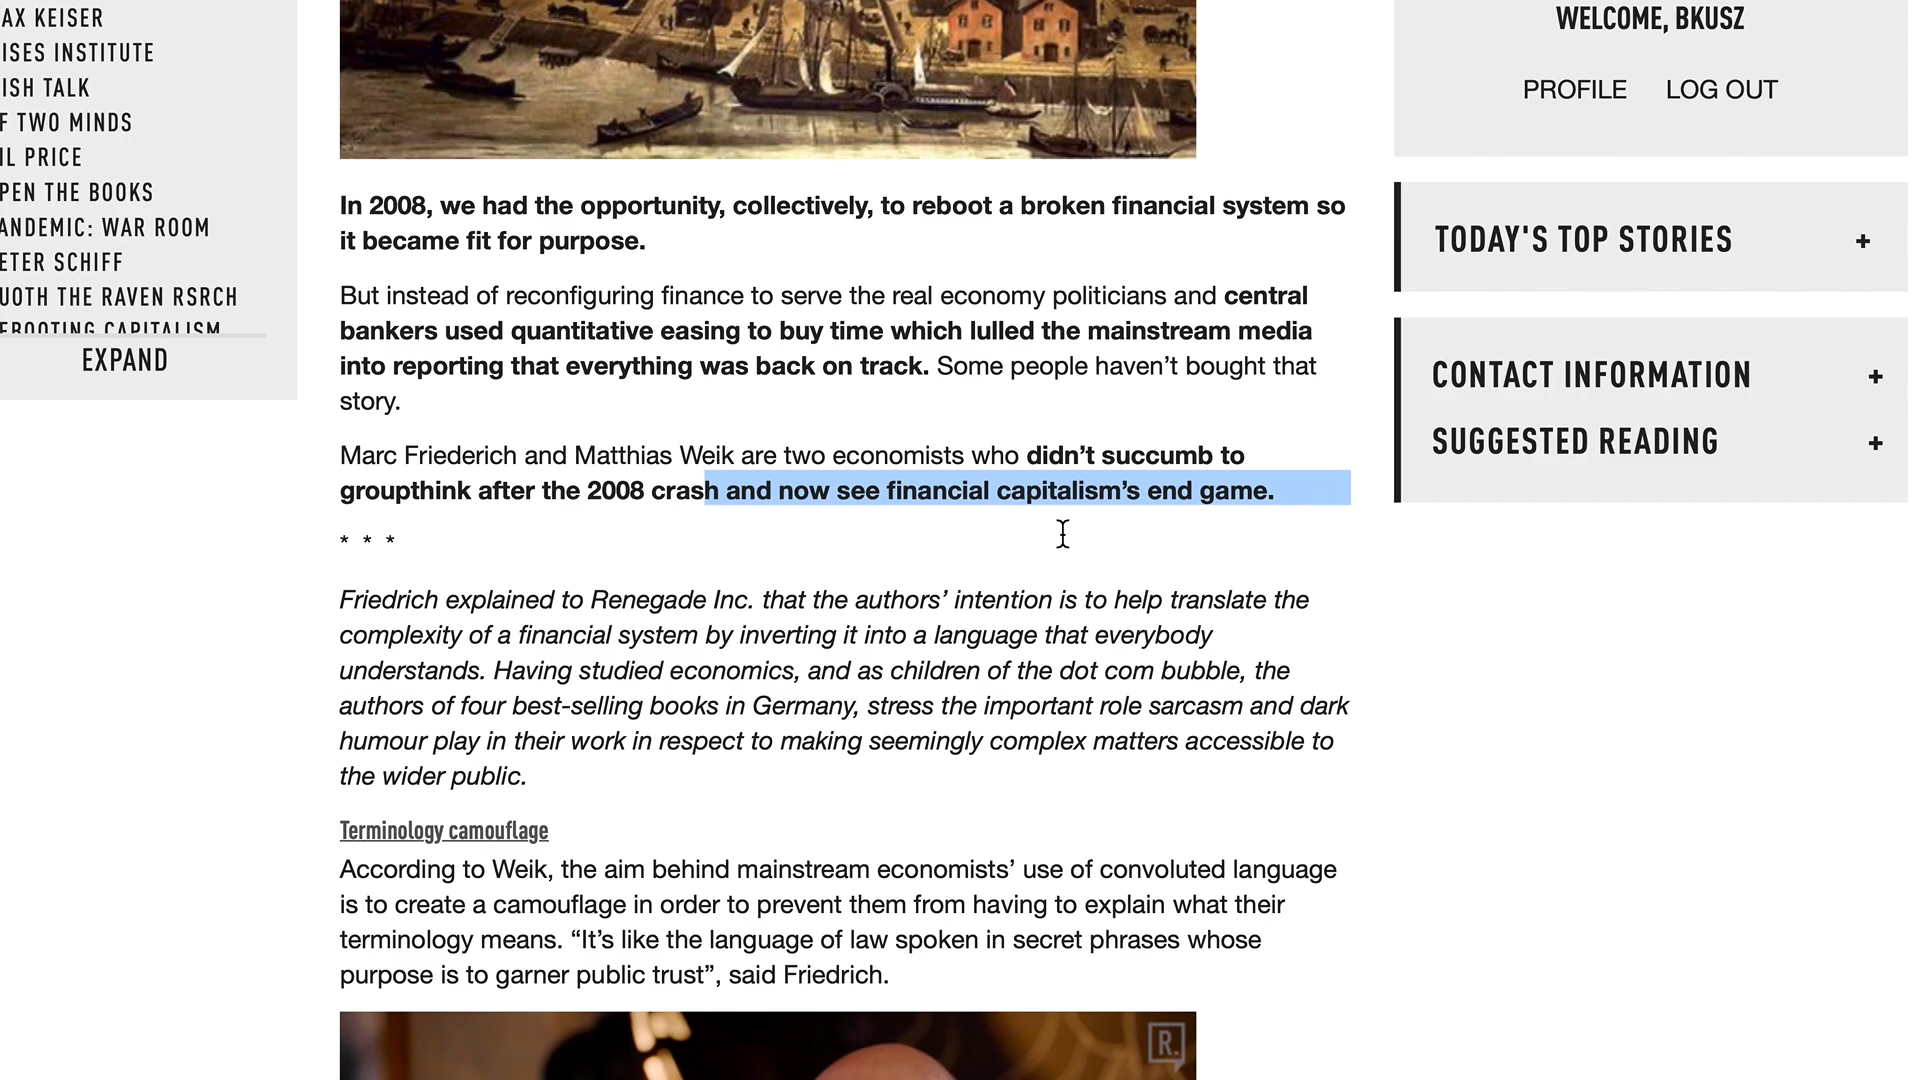 AX KEISER
ISES INSTITUTE
ISH TALK
F TWO MINDS
IL PRICE
PEN THE BOOKS
ANDEMIC: WAR ROOM
ETER SCHIFF
UOTH THE RAVEN RSRCH
EBOOTING CAPITALISM
EXPAND
In 2008, we had the opportunity, collectively, to reboot a broken financial system so
it became fit for purpose.
But instead of reconfiguring finance to serve the real economy politicians and central
bankers used quantitative easing to buy time which lulled the mainstream media
into reporting that everything was back on track. Some people haven’t bought that
story.
Marc Friederich and Matthias Weik are two economists who didn’t succumb to
groupthink after the 2008 crash and now see financial capitalism’s end game.
* * *
Friedrich explained to Renegade Inc. that the authors’ intention is to help translate the
complexity of a financial system by inverting it into a language that everybody
understands. Having studied economics, and as children of the dot com bubble, the
authors of four best-selling books in Germany, stress the important role sarcasm and dark
humour play in their work in respect to making seemingly complex matters accessible to
the wider public.
Terminology camouflage
According to Weik, the aim behind mainstream economists’ use of convoluted language
is to create a camouflage in order to prevent them from having to explain what their
terminology means. “It’s like the language of law spoken in secret phrases whose
purpose is to garner public trust”, said Friedrich.
R.
WELCOME, BKUSZ
PROFILE LOG OUT
TODAY'S TOP STORIES +
CONTACT INFORMATION +
SUGGESTED READING +